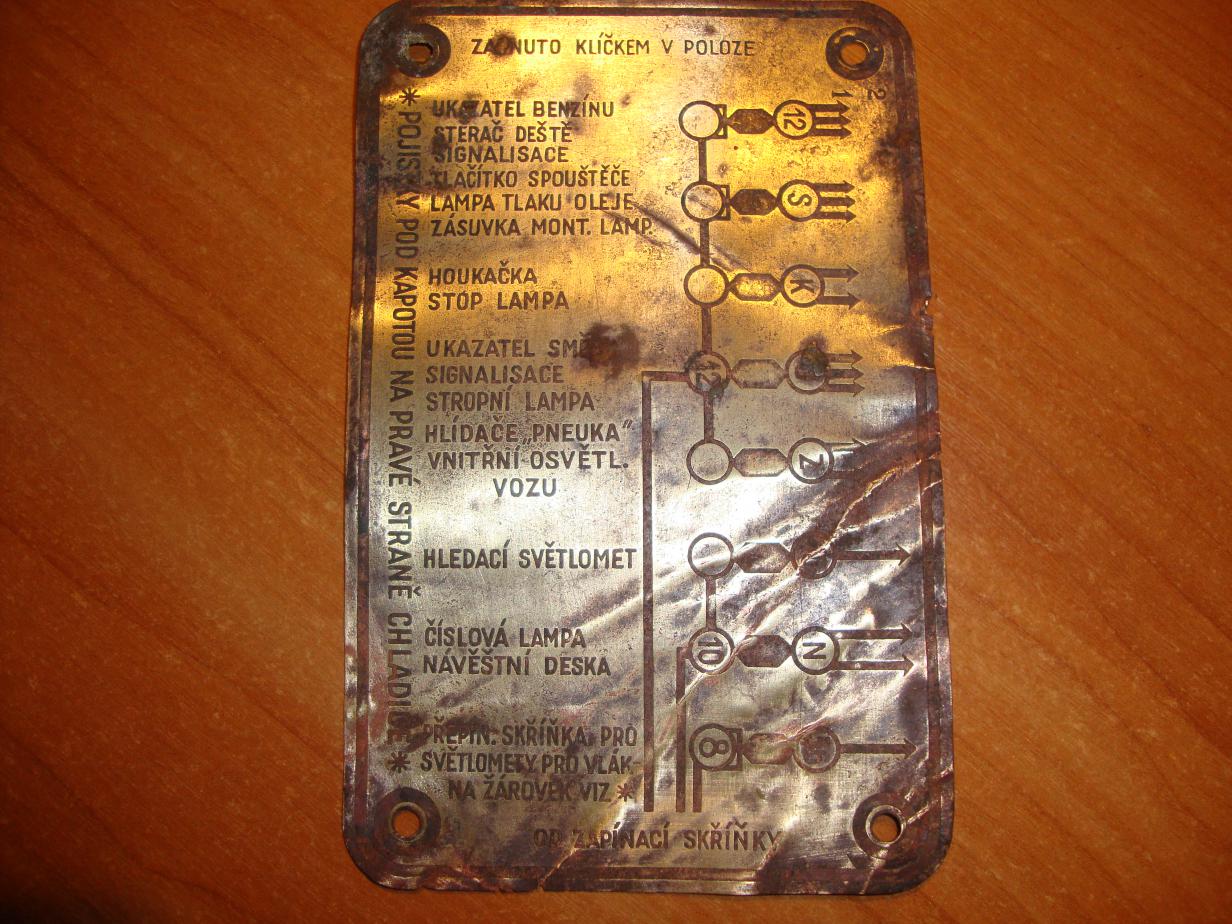 ZAPNUTO KLÍČKEM V POLOZE
1 2
UKAZATEL BENZÍNU
STERAČ DEŠTĚ
SIGNALISACE
12
TLAČÍTKO SPOUŠTĚČE
LAMPA TLAKU OLEJE
ZÁSUVKA MONT. LAMP.
S
HOUKAČKA
STOP LAMPA
K
UKAZATEL
SIGNALISACE
STROPNÍ LAMPA
12
HLÍDAČE „PNEUKA"
VNITŘNÍ OSVĚTL.
VOZU
Z
HLEDACÍ SVĚTLOMET
ČÍSLOVÁ LAMPA
NÁVĚŠTNÍ DESKA
10 N
PŘEPIN. SKŘÍŇKA PRO
SVĚTLOMETY PRO VLÁK-
NA ŽÁROVEK VIZ *
8
OD ZAPÍNACÍ SKŘÍŇKY
* POJISTKY POD KAPOTOU NA PRAVÉ STRANĚ CHLADIČE *